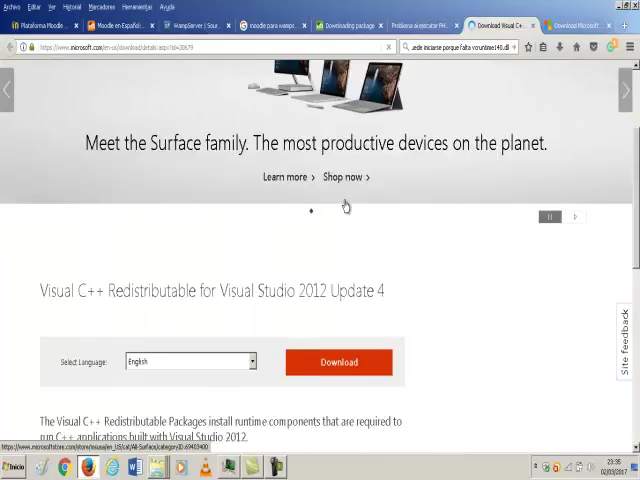 Archivo Editar Ver Historial Marcadores Herramientas Ayuda
Plataforma Moodle ... Moodle en Español:... WampServer | Sour... moodle para wamps... Downloading package Problema al ejecutar PH... Download Visual C+... Download Microsoft...
https://www.microsoft.com/en-us/download/details.aspx?id=30679
Meet the Surface family. The most productive devices on the planet.
Learn more > Shop now >
Visual C++ Redistributable for Visual Studio 2012 Update 4
Select Language: English Download
Site feedback
The Visual C++ Redistributable Packages install runtime components that are required to
run C++ applications built with Visual Studio 2012.
Inicio
23:35
02/03/2017